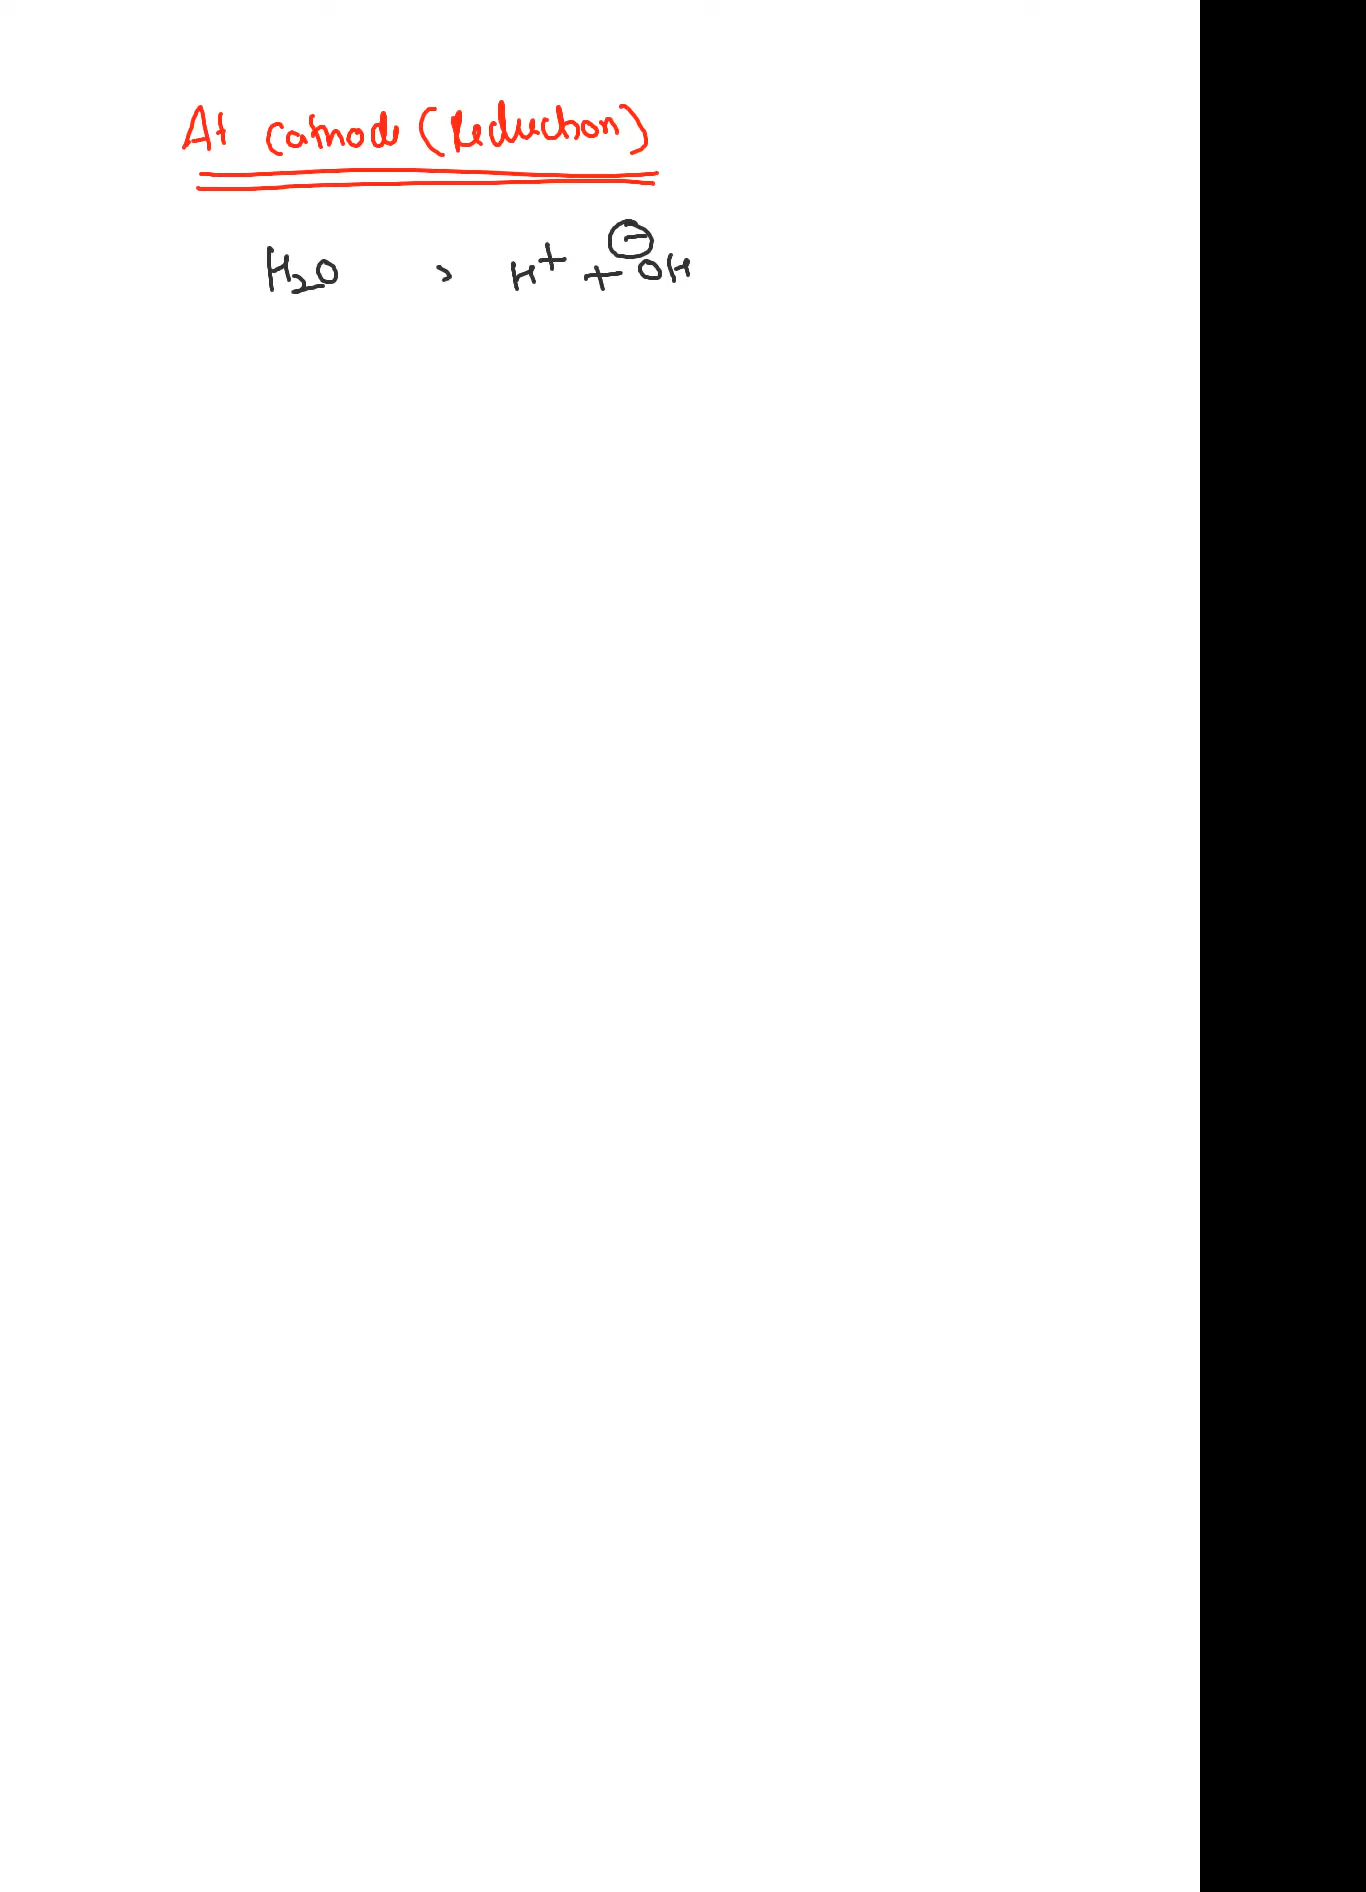 At Cathode (Reduction)
H₂O > H⁺ + ⊖OH